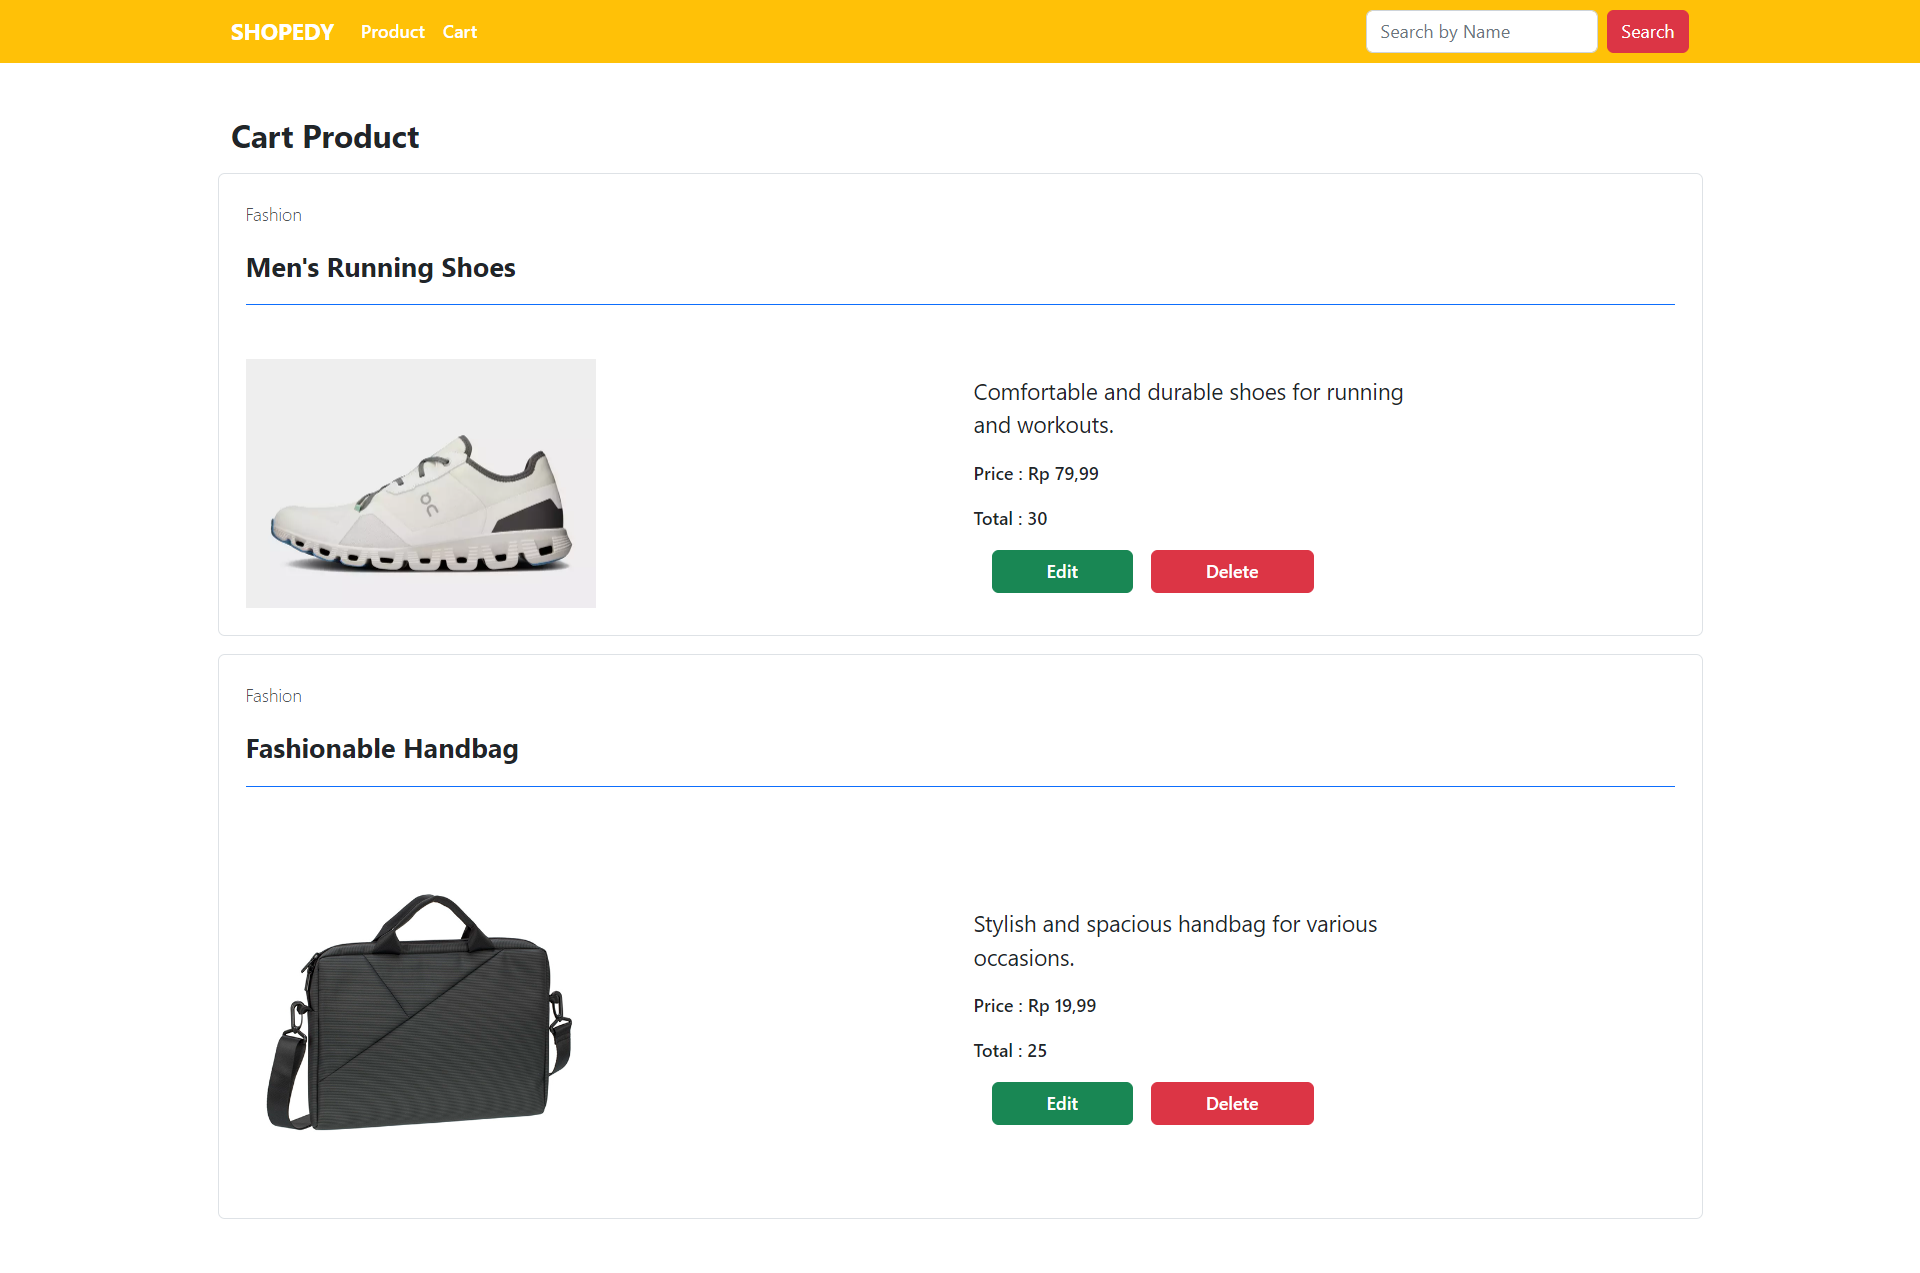 SHOPEDY Product Cart Search by Name Search
Cart Product
Fashion
Men's Running Shoes
Comfortable and durable shoes for running
and workouts.
Price : Rp 79,99
Total : 30
Edit Delete
Fashion
Fashionable Handbag
Stylish and spacious handbag for various
occasions.
Price : Rp 19,99
Total : 25
Edit Delete